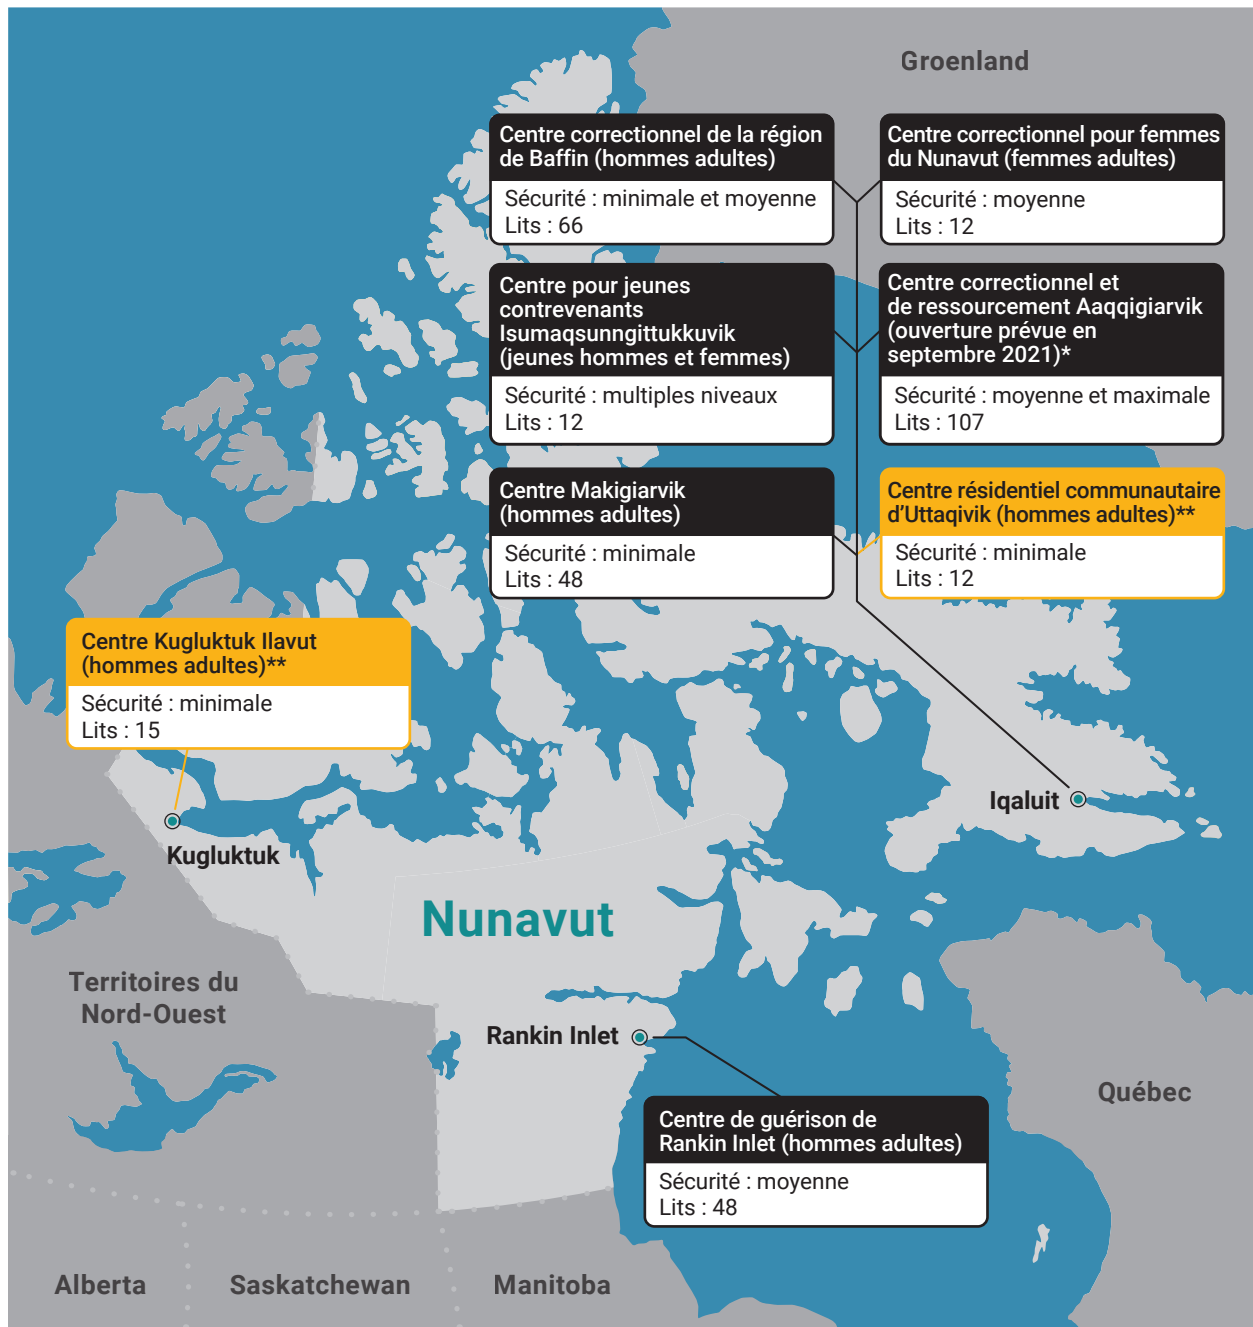 Groenland
Centre correctionnel de la région
de Baffin (hommes adultes)
Sécurité : minimale et moyenne
Lits : 66
Centre correctionnel pour femmes
du Nunavut (femmes adultes)
Sécurité : moyenne
Lits : 12
Centre pour jeunes
contrevenants
Isumaqsunngittukkuvik
(jeunes hommes et femmes)
Sécurité : multiples niveaux
Lits : 12
Centre correctionnel et
de ressourcement Aaqqigiarvik
(ouverture prévue en
septembre 2021)*
Sécurité : moyenne et maximale
Lits : 107
Centre Makigiarvik
(hommes adultes)
Sécurité : minimale
Lits : 48
Centre résidentiel communautaire
d'Uttaqivik (hommes adultes)**
Sécurité : minimale
Lits : 12
Centre Kugluktuk Ilavut
(hommes adultes)**
Sécurité : minimale
Lits : 15
Iqaluit
Kugluktuk
Nunavut
Territoires du
Nord-Ouest
Rankin Inlet
Québec
Centre de guérison de
Rankin Inlet (hommes adultes)
Sécurité : moyenne
Lits : 48
Alberta
Saskatchewan
Manitoba